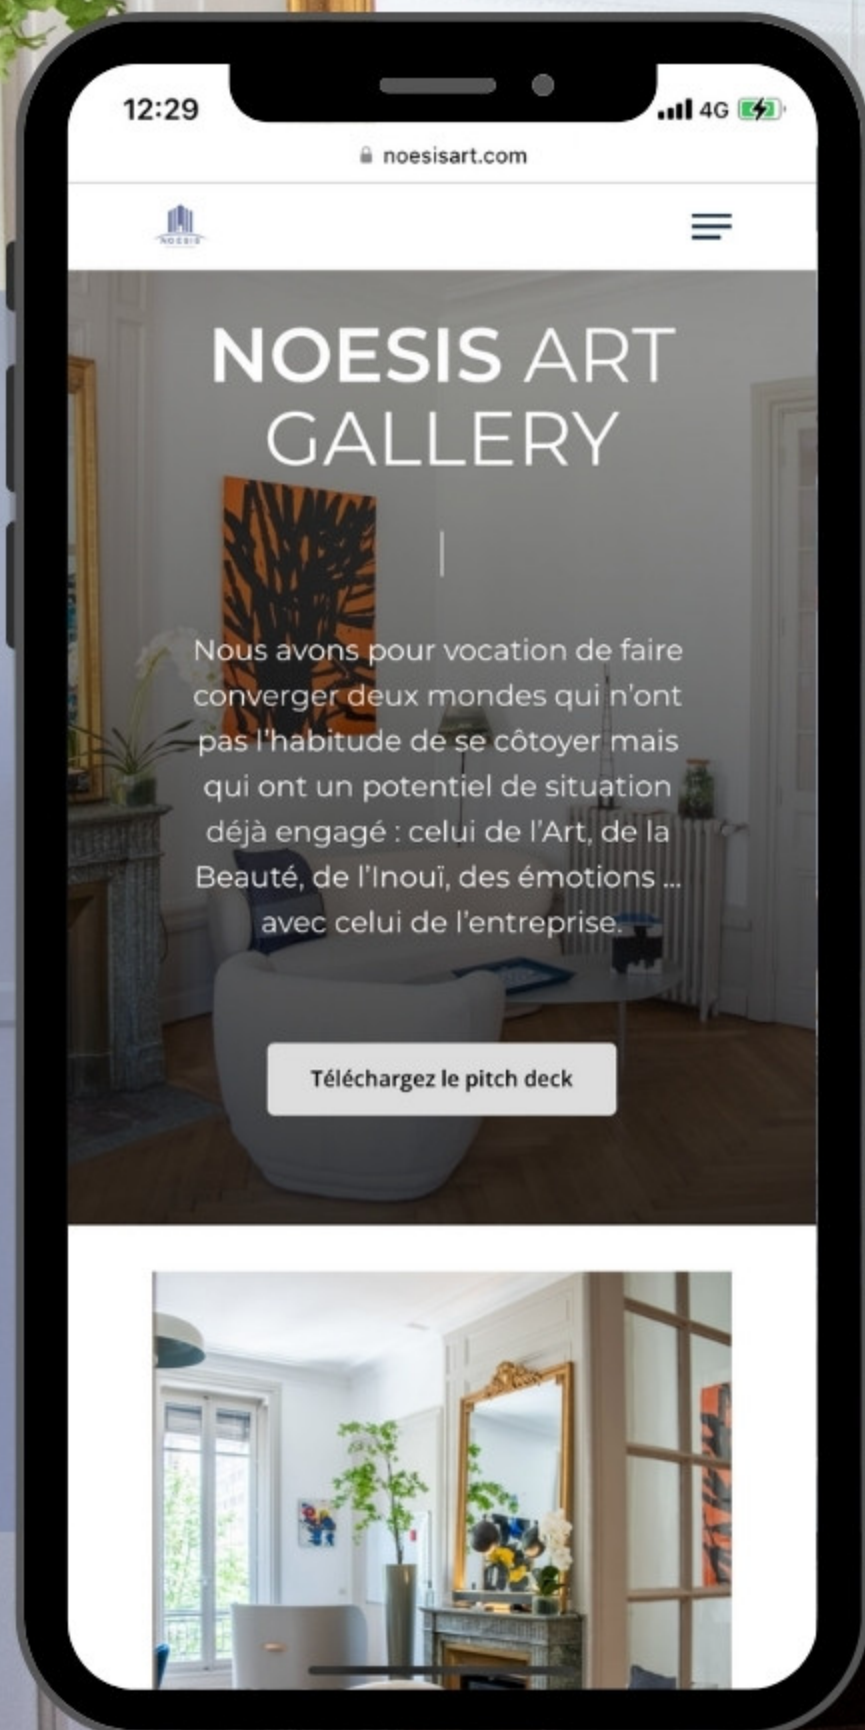 12:29
4G
noesisart.com
NOESIS
NOESIS ART
GALLERY
Nous avons pour vocation de faire
converger deux mondes qui n'ont
pas l'habitude de se côtoyer mais
qui ont un potentiel de situation
déjà engagé : celui de l'Art, de la
Beauté, de l'Inouï, des émotions ...
avec celui de l'entreprise.
Téléchargez le pitch deck